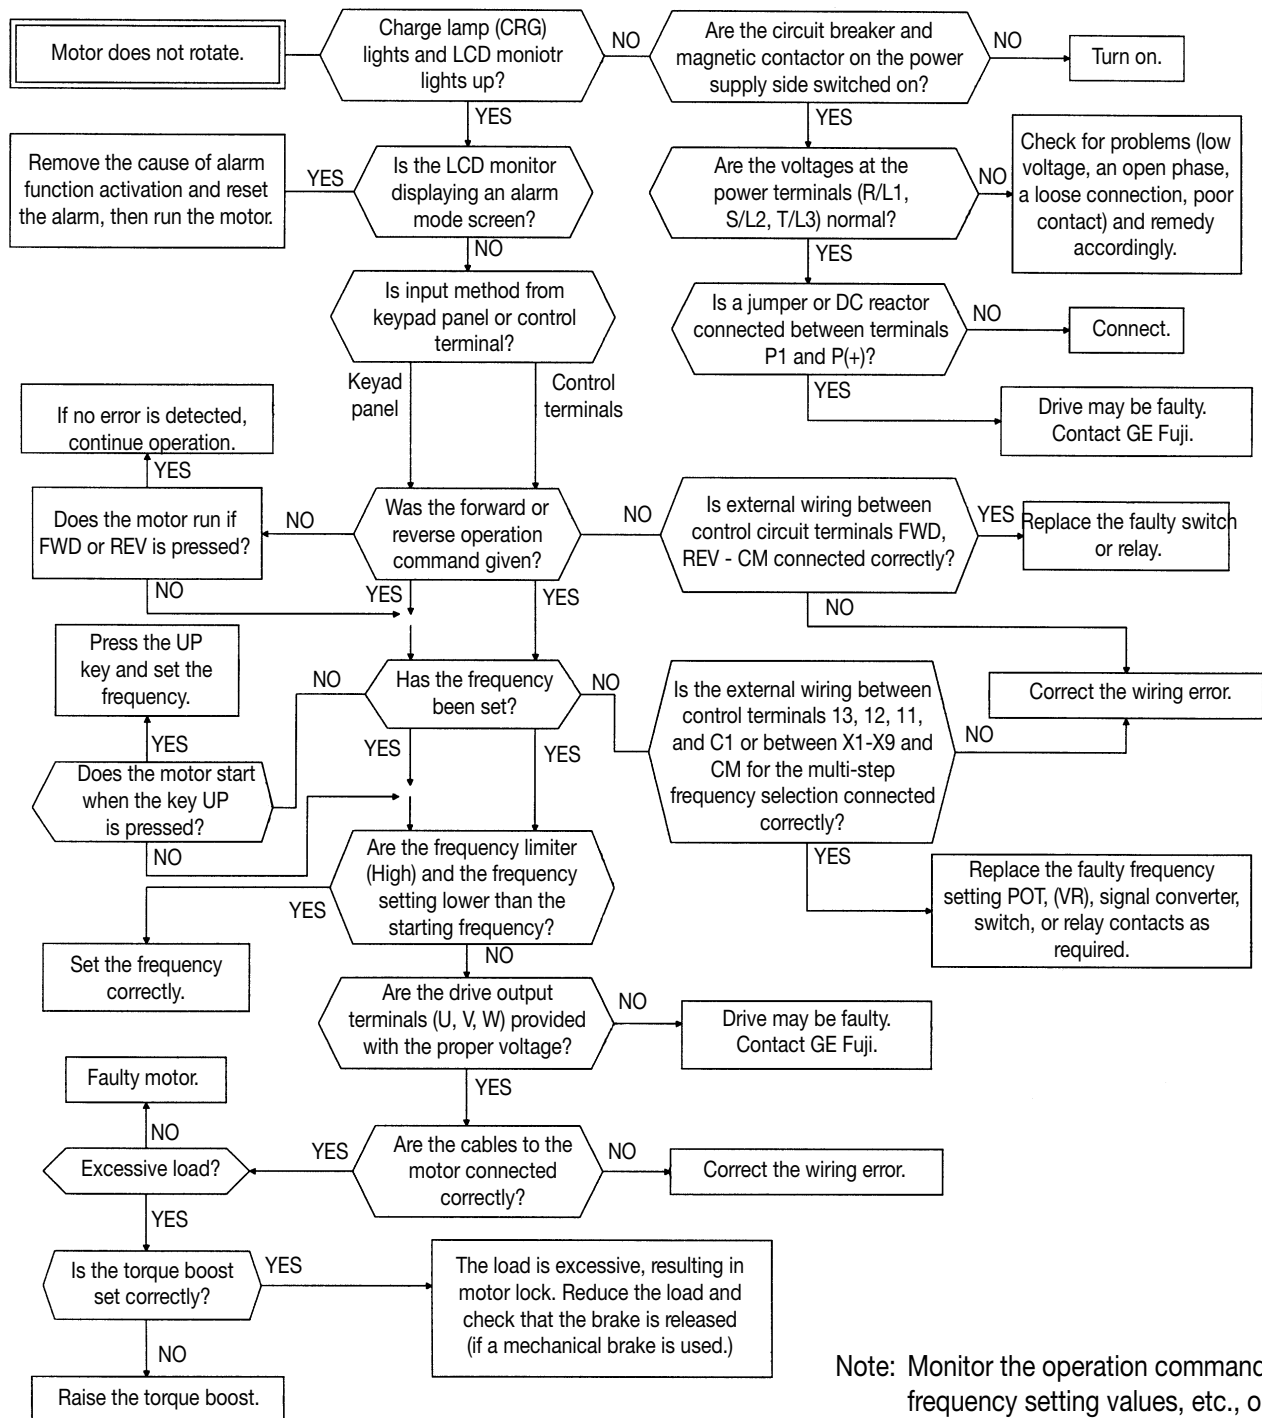 Motor does not rotate.
Charge lamp (CRG)
lights and LCD moniotr
lights up?
NO
Are the circuit breaker and
magnetic contactor on the power
supply side switched on?
NO
Turn on.
YES
YES
Remove the cause of alarm
function activation and reset
the alarm, then run the motor.
YES
Is the LCD monitor
displaying an alarm
mode screen?
Are the voltages at the
power terminals (R/L1,
S/L2, T/L3) normal?
NO
Check for problems (low
voltage, an open phase,
a loose connection, poor
contact) and remedy
accordingly.
NO
YES
Is input method from
keypad panel or control
terminal?
Is a jumper or DC reactor
connected between terminals
P1 and P(+)?
NO
Connect.
Keyad
panel
Control
terminals
YES
Drive may be faulty.
Contact GE Fuji.
If no error is detected,
continue operation.
YES
Does the motor run if
FWD or REV is pressed?
NO
Was the forward or
reverse operation
command given?
NO
Is external wiring between
control circuit terminals FWD,
REV - CM connected correctly?
YES
Replace the faulty switch
or relay.
NO
YES
YES
NO
Press the UP
key and set the
frequency.
NO
Has the frequency
been set?
NO
Is the external wiring between
control terminals 13, 12, 11,
and C1 or between X1-X9 and
CM for the multi-step
frequency selection connected
correctly?
NO
Correct the wiring error.
YES
YES
YES
Does the motor start
when the key UP
is pressed?
NO
Are the frequency limiter
(High) and the frequency
setting lower than the
starting frequency?
YES
YES
Replace the faulty frequency
setting POT, (VR), signal converter,
switch, or relay contacts as
required.
Set the frequency
correctly.
NO
Are the drive output
terminals (U, V, W) provided
with the proper voltage?
NO
Drive may be faulty.
Contact GE Fuji.
Faulty motor.
YES
NO
Excessive load?
YES
Are the cables to the
motor connected
correctly?
NO
Correct the wiring error.
YES
Is the torque boost
set correctly?
YES
The load is excessive, resulting in
motor lock. Reduce the load and
check that the brake is released
(if a mechanical brake is used.)
NO
Raise the torque boost.
Note: Monitor the operation command
frequency setting values, etc., o